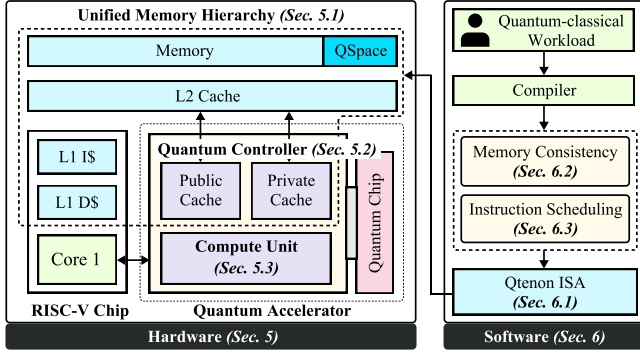 Unified Memory Hierarchy (Sec. 5.1)
Memory
QSpace
L2 Cache
L1 I$
L1 D$
Core 1
RISC-V Chip
Quantum Controller (Sec. 5.2)
Public
Cache
Private
Cache
Compute Unit
(Sec. 5.3)
Quantum Chip
Quantum Accelerator
Hardware (Sec. 5)
Quantum-classical
Workload
Compiler
Memory Consistency
(Sec. 6.2)
Instruction Scheduling
(Sec. 6.3)
Qtenon ISA
(Sec. 6.1)
Software (Sec. 6)